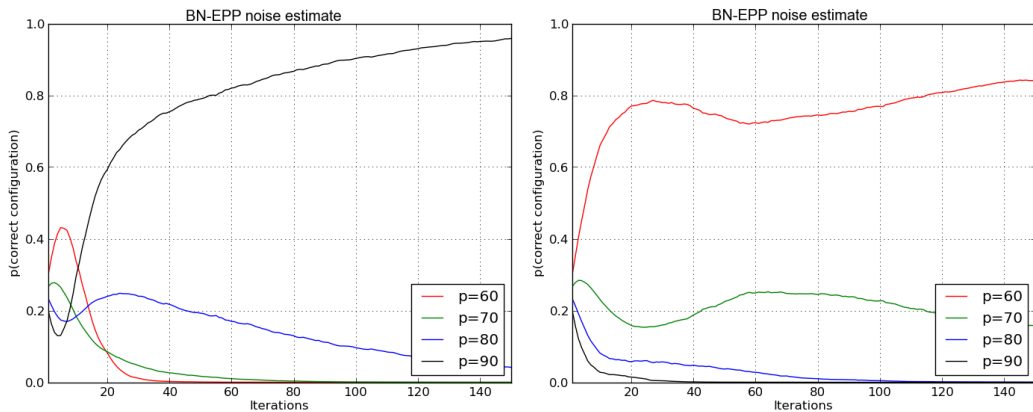 BN-EPP noise estimate
p(correct configuration)
1.0
0.8
0.6
0.4
0.2
0.0
20
40
60
80
100
120
140
Iterations
p=60
p=70
p=80
p=90
BN-EPP noise estimate
p(correct configuration)
1.0
0.8
0.6
0.4
0.2
0.0
20
40
60
80
100
120
140
Iterations
p=60
p=70
p=80
p=90